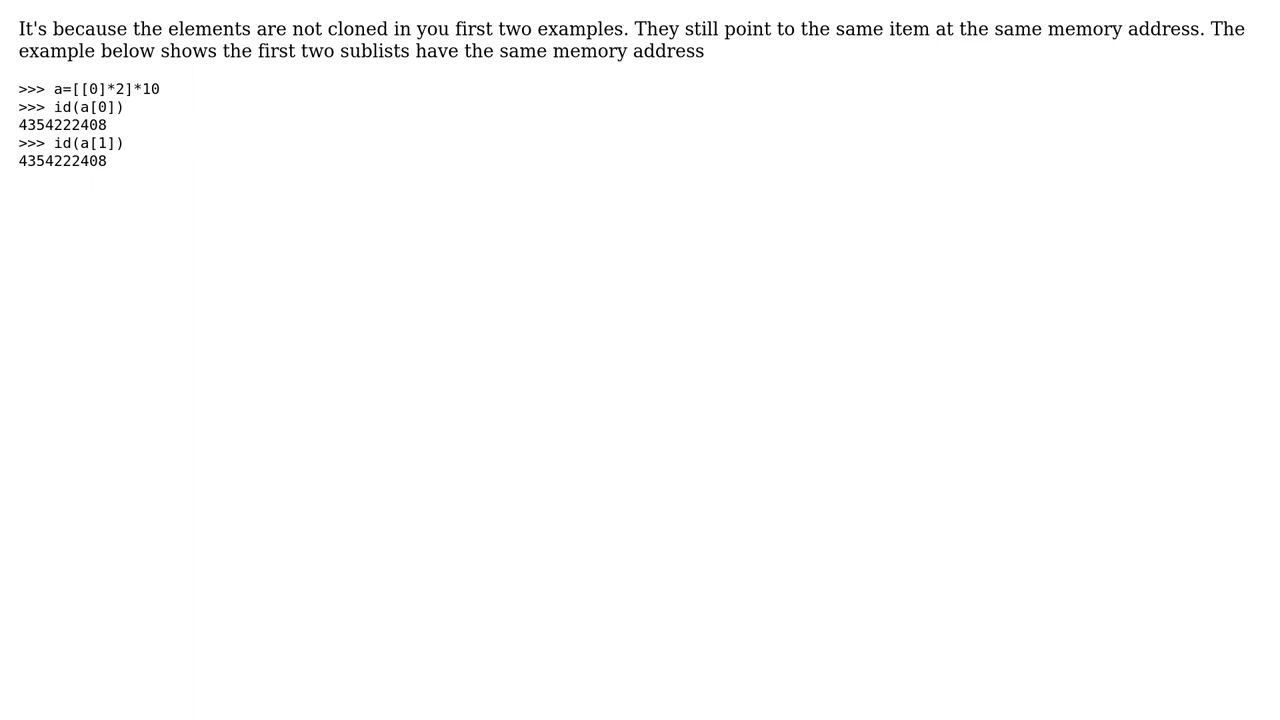 It's because the elements are not cloned in you first two examples. They still point to the same item at the same memory address. The
example below shows the first two sublists have the same memory address
>>> a=[[0]*2]*10
>>> id(a[0])
4354222408
>>> id(a[1])
4354222408